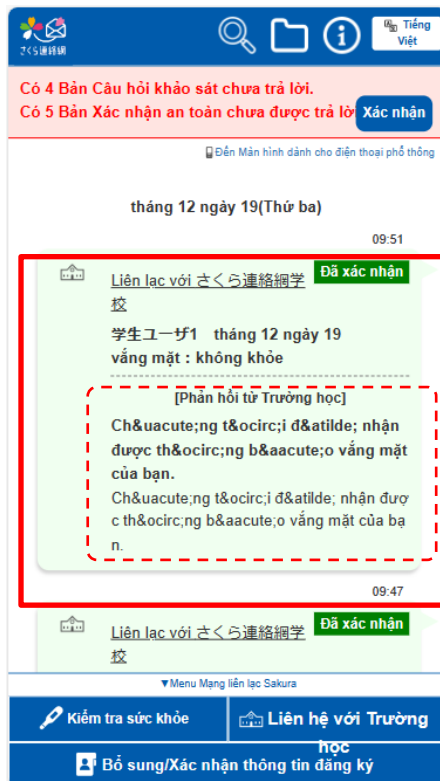 さくら連絡網
Tiếng
Việt
Có 4 Bản Câu hỏi khảo sát chưa trả lời.
Có 5 Bản Xác nhận an toàn chưa được trả lờ
Xác nhận
Đến Màn hình dành cho điện thoại phổ thông
tháng 12 ngày 19(Thứ ba)
09:51
Đã xác nhận
Liên lạc với さくら連絡網学
校
学生ユーザ1 tháng 12 ngày 19
vắng mặt : không khỏe
[Phản hồi từ Trường học]
Ch&uacute;ng t&ocirc;i đ&atilde; nhận
được th&ocirc;ng b&aacute;o vắng mặt
của bạn.
Ch&uacute;ng t&ocirc;i đ&atilde; nhận đượ
c th&ocirc;ng b&aacute;o vắng mặt của bạ
n.
09:47
Đã xác nhận
Liên lạc với さくら連絡網学
校
▼Menu Mạng liên lạc Sakura
Kiểm tra sức khỏe
Liên hệ với Trường
học
Bổ sung/Xác nhận thông tin đăng ký